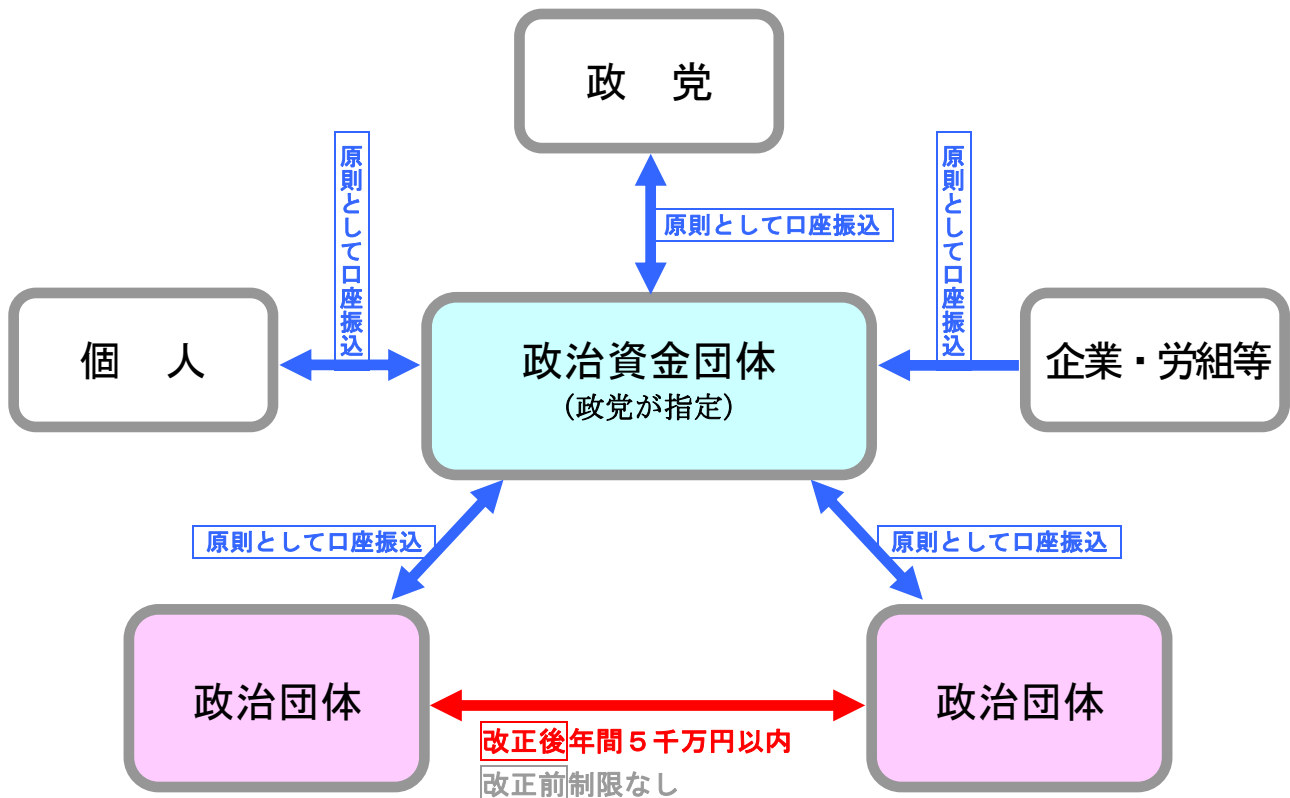 政　党
原則として口座振込
原則として口座振込
原則として口座振込
個　人
政治資金団体
（政党が指定）
企業・労組等
原則として口座振込
原則として口座振込
政治団体
政治団体
改正後年間５千万円以内
改正前制限なし